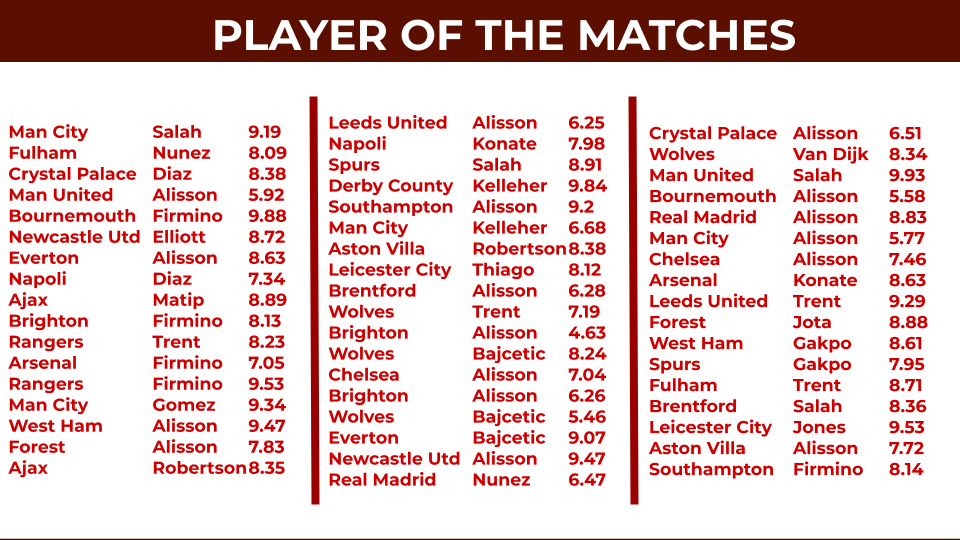 PLAYER OF THE MATCHES
Man City Salah 9.19
Fulham Nunez 8.09
Crystal Palace Diaz 8.38
Man United Alisson 5.92
Bournemouth Firmino 9.88
Newcastle Utd Elliott 8.72
Everton Alisson 8.63
Napoli Diaz 7.34
Ajax Matip 8.89
Brighton Firmino 8.13
Rangers Trent 8.23
Arsenal Firmino 7.05
Rangers Firmino 9.53
Man City Gomez 9.34
West Ham Alisson 9.47
Forest Alisson 7.83
Ajax Robertson 8.35
Leeds United Alisson 6.25
Napoli Konate 7.98
Spurs Salah 8.91
Derby County Kelleher 9.84
Southampton Alisson 9.2
Man City Kelleher 6.68
Aston Villa Robertson 8.38
Leicester City Thiago 8.12
Brentford Alisson 6.28
Wolves Trent 7.19
Brighton Alisson 4.63
Wolves Bajcetic 8.24
Chelsea Alisson 7.04
Brighton Alisson 6.26
Wolves Bajcetic 5.46
Everton Bajcetic 9.07
Newcastle Utd Alisson 9.47
Real Madrid Nunez 6.47
Crystal Palace Alisson 6.51
Wolves Van Dijk 8.34
Man United Salah 9.93
Bournemouth Alisson 5.58
Real Madrid Alisson 8.83
Man City Alisson 5.77
Chelsea Alisson 7.46
Arsenal Konate 8.63
Leeds United Trent 9.29
Forest Jota 8.88
West Ham Gakpo 8.61
Spurs Gakpo 7.95
Fulham Trent 8.71
Brentford Salah 8.36
Leicester City Jones 9.53
Aston Villa Alisson 7.72
Southampton Firmino 8.14